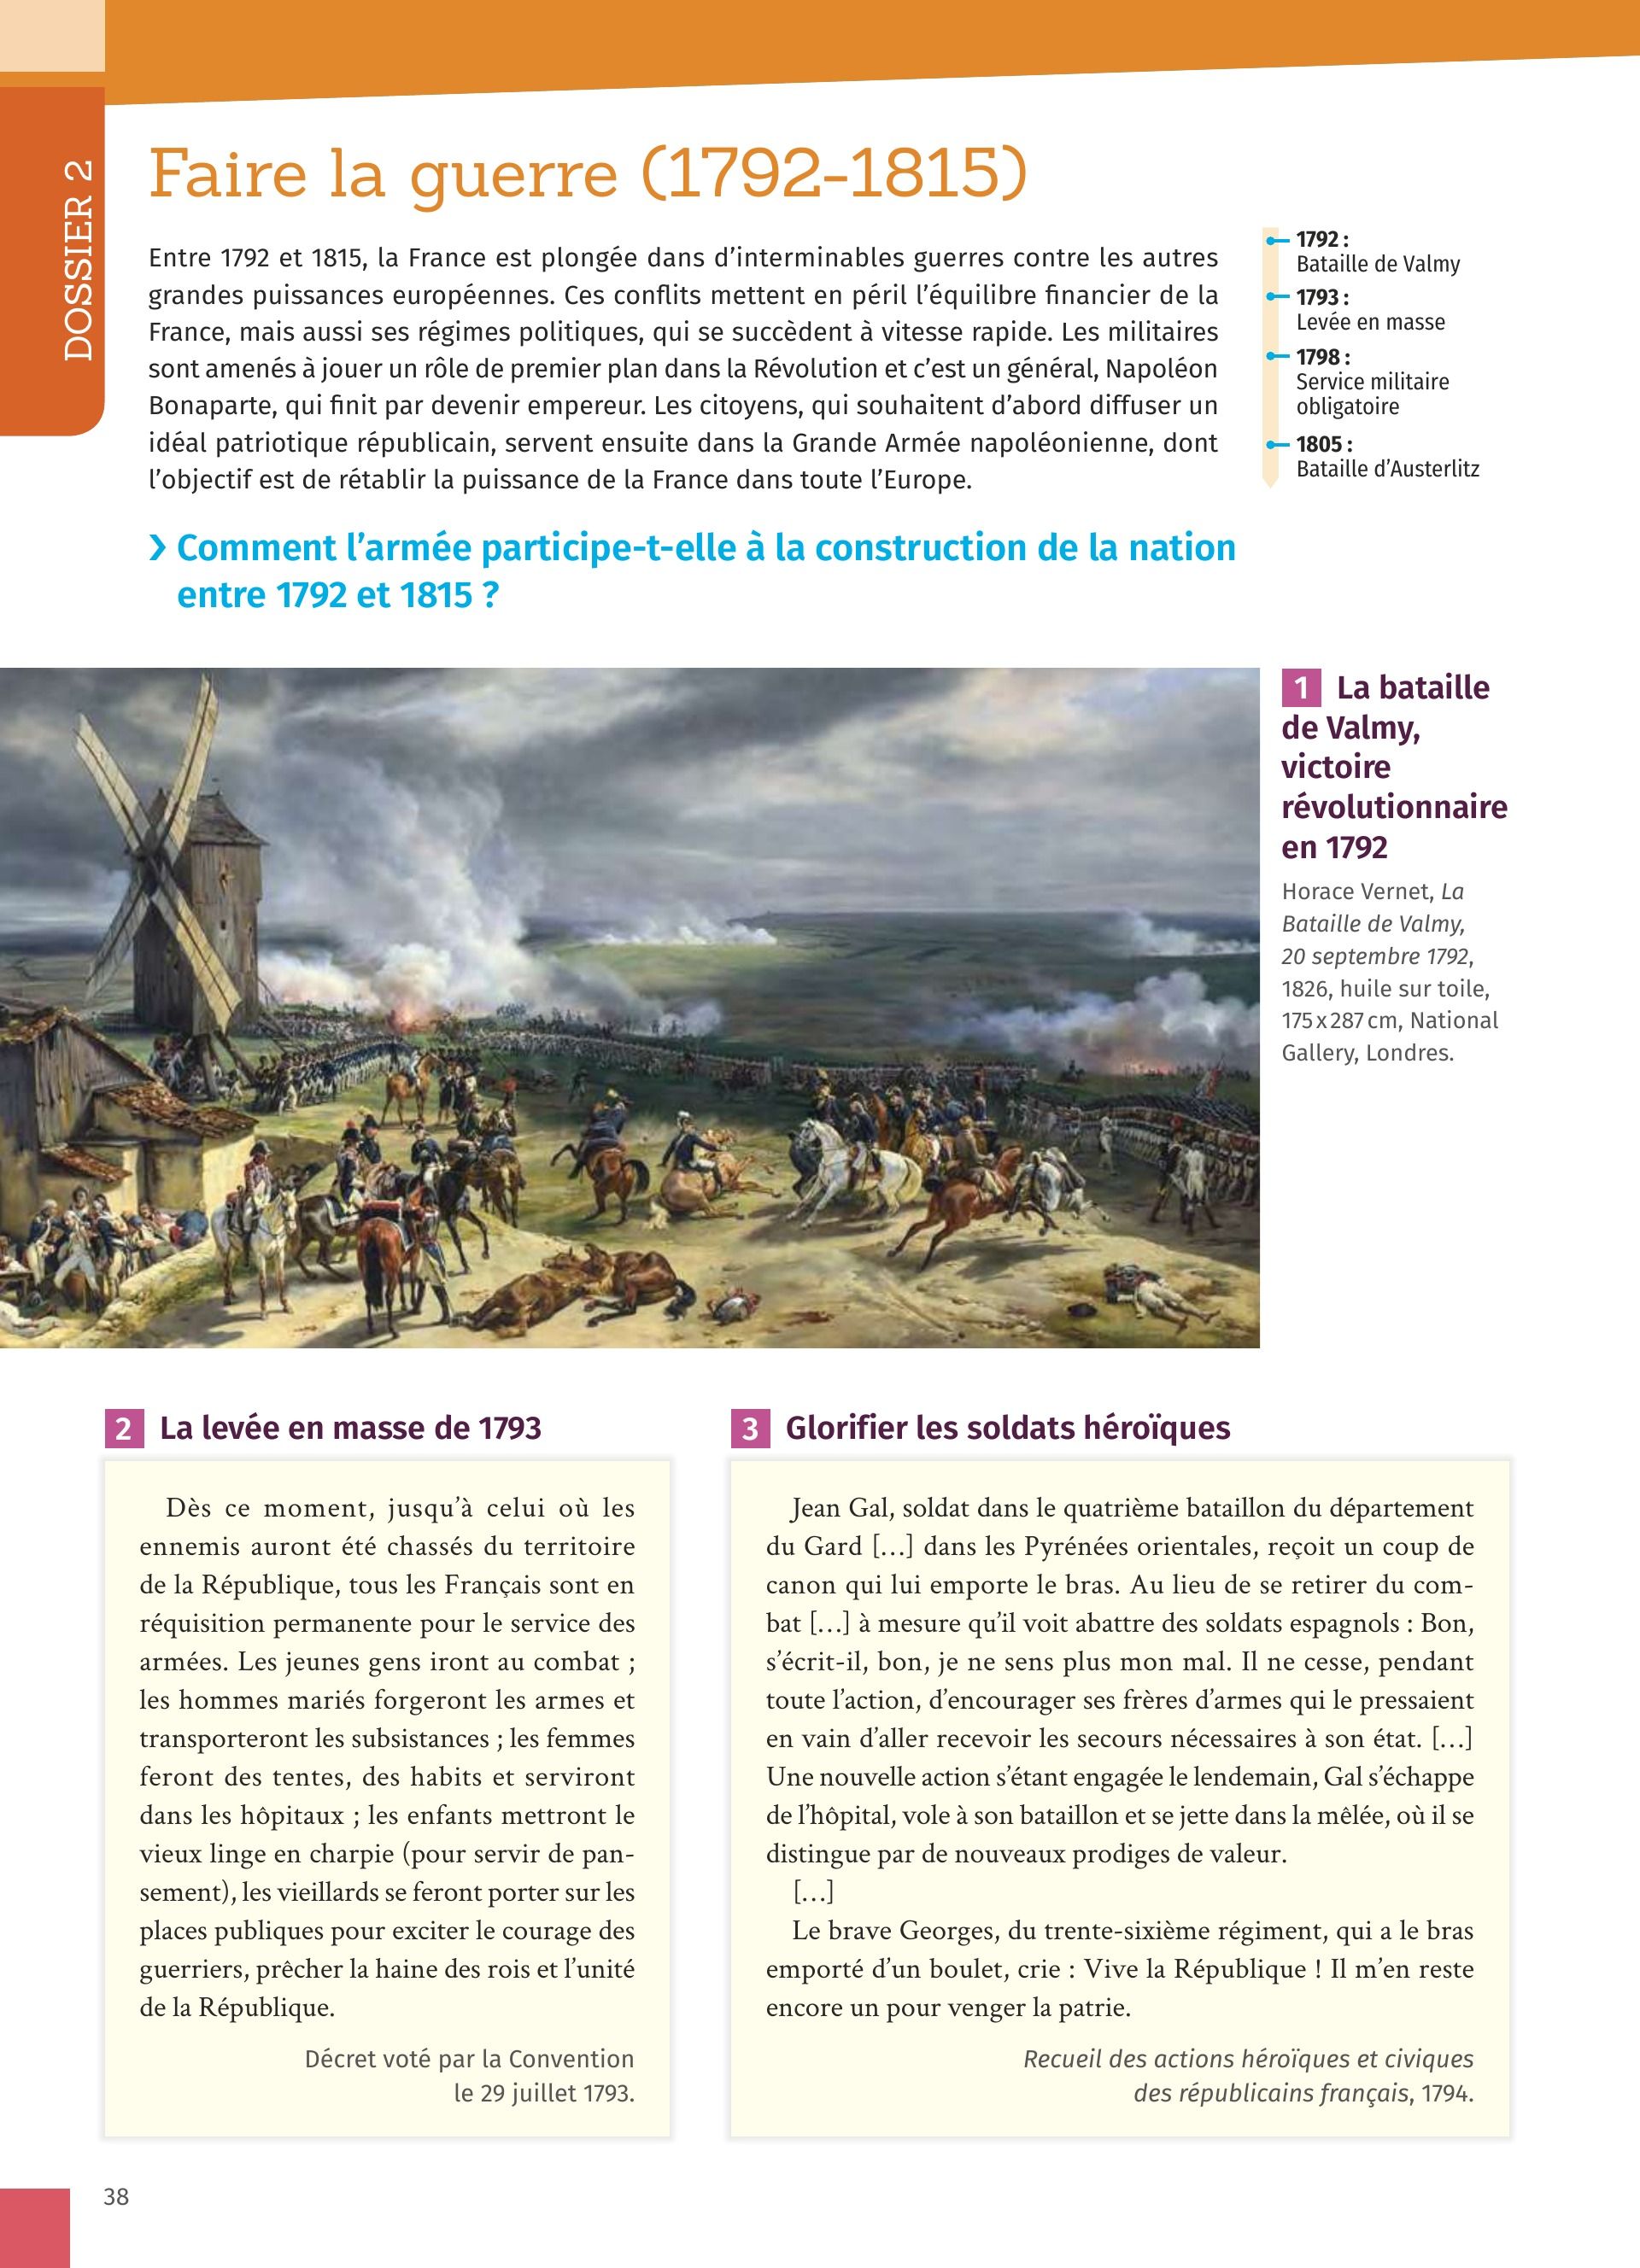 DOSSIER 2
Faire la guerre (1792-1815)
Entre 1792 et 1815, la France est plongée dans d’interminables guerres contre les autres
grandes puissances européennes. Ces conflits mettent en péril l’équilibre financier de la
France, mais aussi ses régimes politiques, qui se succèdent à vitesse rapide. Les militaires
sont amenés à jouer un rôle de premier plan dans la Révolution et c’est un général, Napoléon
Bonaparte, qui finit par devenir empereur. Les citoyens, qui souhaitent d’abord diffuser un
idéal patriotique républicain, servent ensuite dans la Grande Armée napoléonienne, dont
l’objectif est de rétablir la puissance de la France dans toute l’Europe.
1792 :
Bataille de Valmy
1793 :
Levée en masse
1798 :
Service militaire
obligatoire
1805 :
Bataille d’Austerlitz
› Comment l’armée participe-t-elle à la construction de la nation
entre 1792 et 1815 ?
1 La bataille
de Valmy,
victoire
révolutionnaire
en 1792
Horace Vernet, La
Bataille de Valmy,
20 septembre 1792,
1826, huile sur toile,
175 x 287 cm, National
Gallery, Londres.
2 La levée en masse de 1793
Dès ce moment, jusqu’à celui où les
ennemis auront été chassés du territoire
de la République, tous les Français sont en
réquisition permanente pour le service des
armées. Les jeunes gens iront au combat ;
les hommes mariés forgeront les armes et
transporteront les subsistances ; les femmes
feront des tentes, des habits et serviront
dans les hôpitaux ; les enfants mettront le
vieux linge en charpie (pour servir de pan-
sement), les vieillards se feront porter sur les
places publiques pour exciter le courage des
guerriers, prêcher la haine des rois et l’unité
de la République.
Décret voté par la Convention
le 29 juillet 1793.
3 Glorifier les soldats héroïques
Jean Gal, soldat dans le quatrième bataillon du département
du Gard […] dans les Pyrénées orientales, reçoit un coup de
canon qui lui emporte le bras. Au lieu de se retirer du com-
bat […] à mesure qu’il voit abattre des soldats espagnols : Bon,
s’écrit-il, bon, je ne sens plus mon mal. Il ne cesse, pendant
toute l’action, d’encourager ses frères d’armes qui le pressaient
en vain d’aller recevoir les secours nécessaires à son état. […]
Une nouvelle action s’étant engagée le lendemain, Gal s’échappe
de l’hôpital, vole à son bataillon et se jette dans la mêlée, où il se
distingue par de nouveaux prodiges de valeur.
[…]
Le brave Georges, du trente-sixième régiment, qui a le bras
emporté d’un boulet, crie : Vive la République ! Il m’en reste
encore un pour venger la patrie.
Recueil des actions héroïques et civiques
des républicains français, 1794.
38